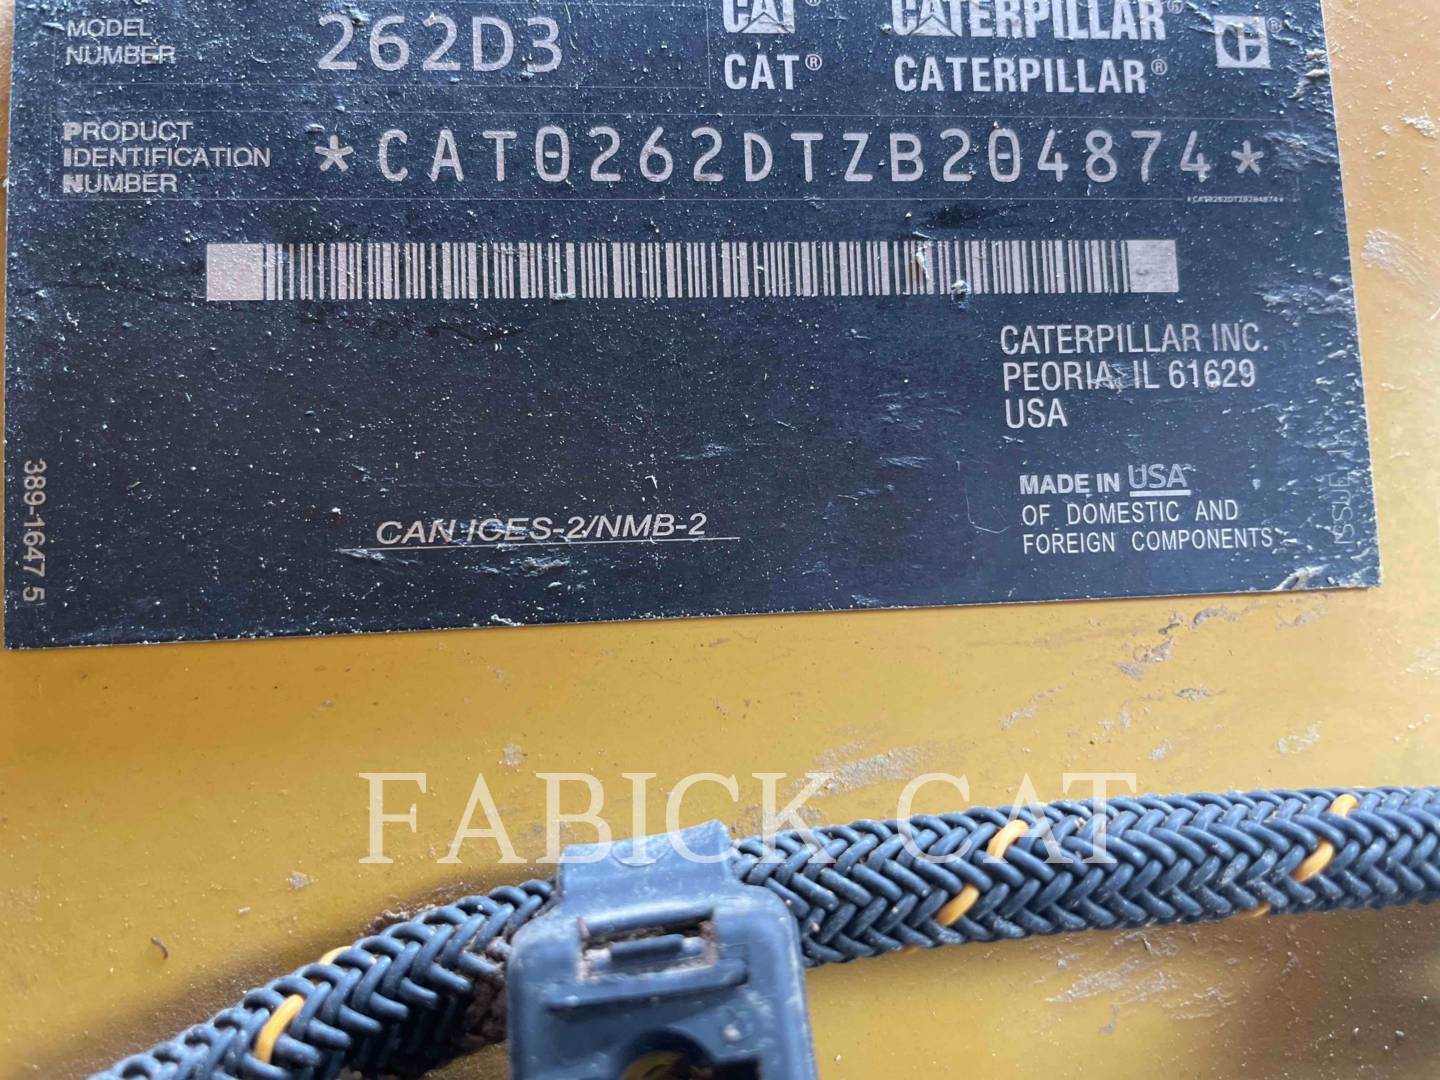 MODEL NUMBER 262D3
CAT® CATERPILLAR®
CAT® CATERPILLAR®
PRODUCT
IDENTIFICATION
NUMBER
*CAT0262DTZB204874*
*CAT0262DTZB204874*
CATERPILLAR INC.
PEORIA, IL 61629
USA
MADE IN USA
OF DOMESTIC AND
FOREIGN COMPONENTS
CAN ICES-2/NMB-2
389-1647 5
FABICK CAT